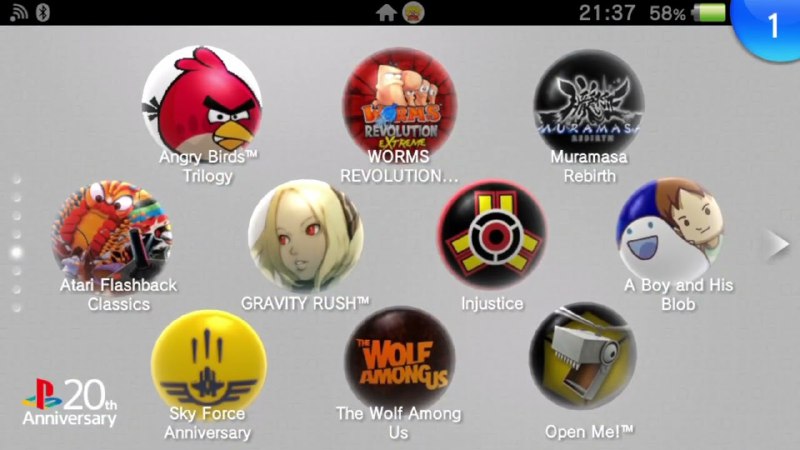 21:37 58% 1
WORMS
REVOLUTION
EXTREME
MURAMASA
REBIRTH
Angry Birds™
Trilogy
WORMS
REVOLUTION...
Muramasa
Rebirth
Atari Flashback
Classics
GRAVITY RUSH™
Injustice
A Boy and His
Blob
THE
WOLF
AMONG US
20th
Anniversary
Sky Force
Anniversary
The Wolf Among
Us
Open Me!™